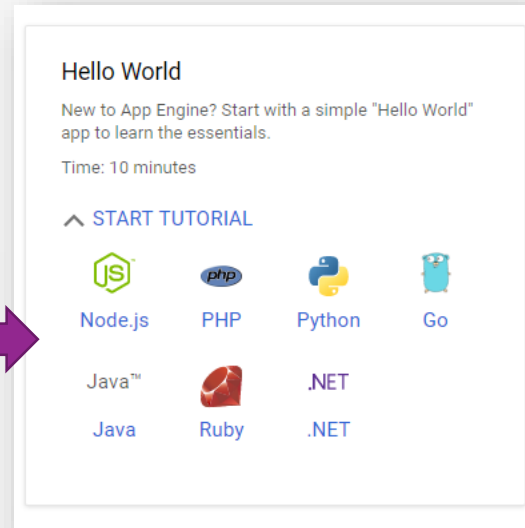 Hello World
New to App Engine? Start with a simple "Hello World"
app to learn the essentials.
Time: 10 minutes
START TUTORIAL
JS php
Node.js PHP Python Go
Java™ .NET
Java Ruby .NET